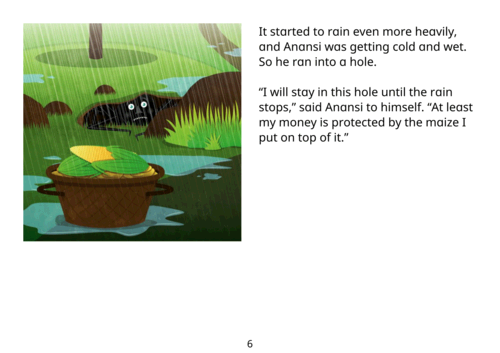 It started to rain even more heavily,
and Anansi was getting cold and wet.
So he ran into a hole.
“I will stay in this hole until the rain
stops,” said Anansi to himself. “At least
my money is protected by the maize I
put on top of it.”
6